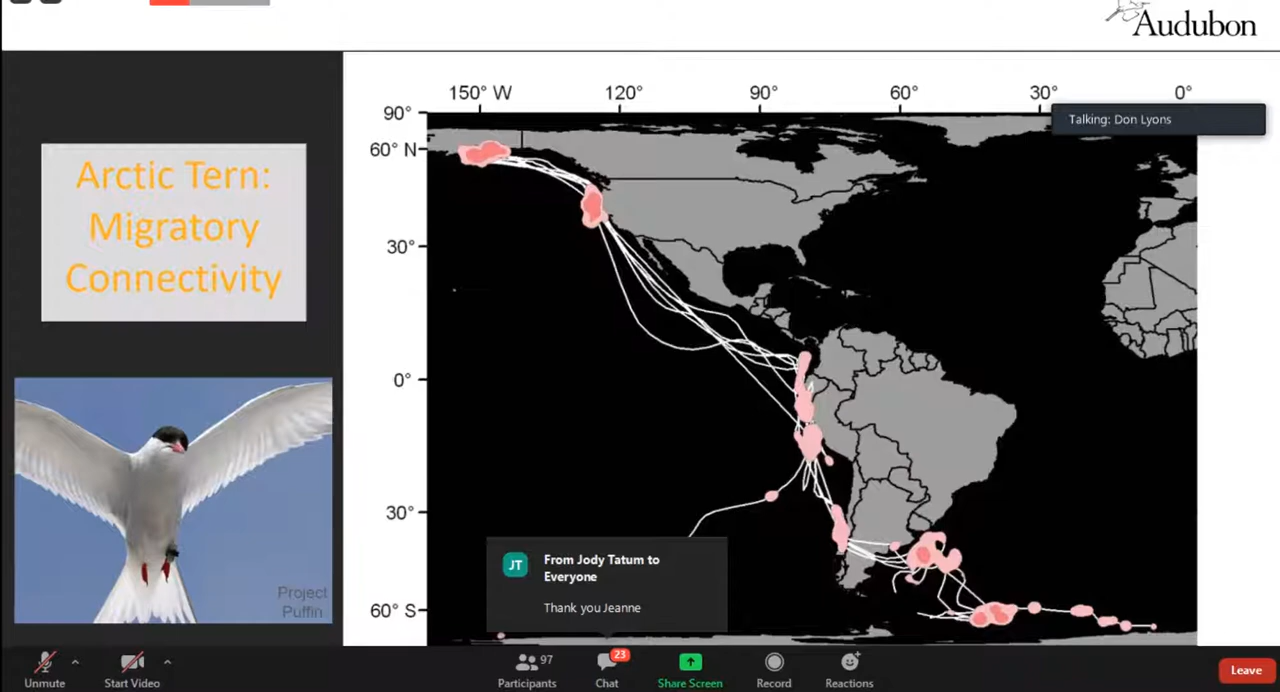 Audubon
150° W 120° 90° 60° 30° 0°
90°
Talking: Don Lyons
60° N
Arctic Tern:
Migratory
Connectivity
30°
0°
30°
JT From Jody Tatum to
Everyone
Thank you Jeanne
Project
Puffin
60° S
97
23
Unmute Start Video Participants Chat Share Screen Record Reactions Leave